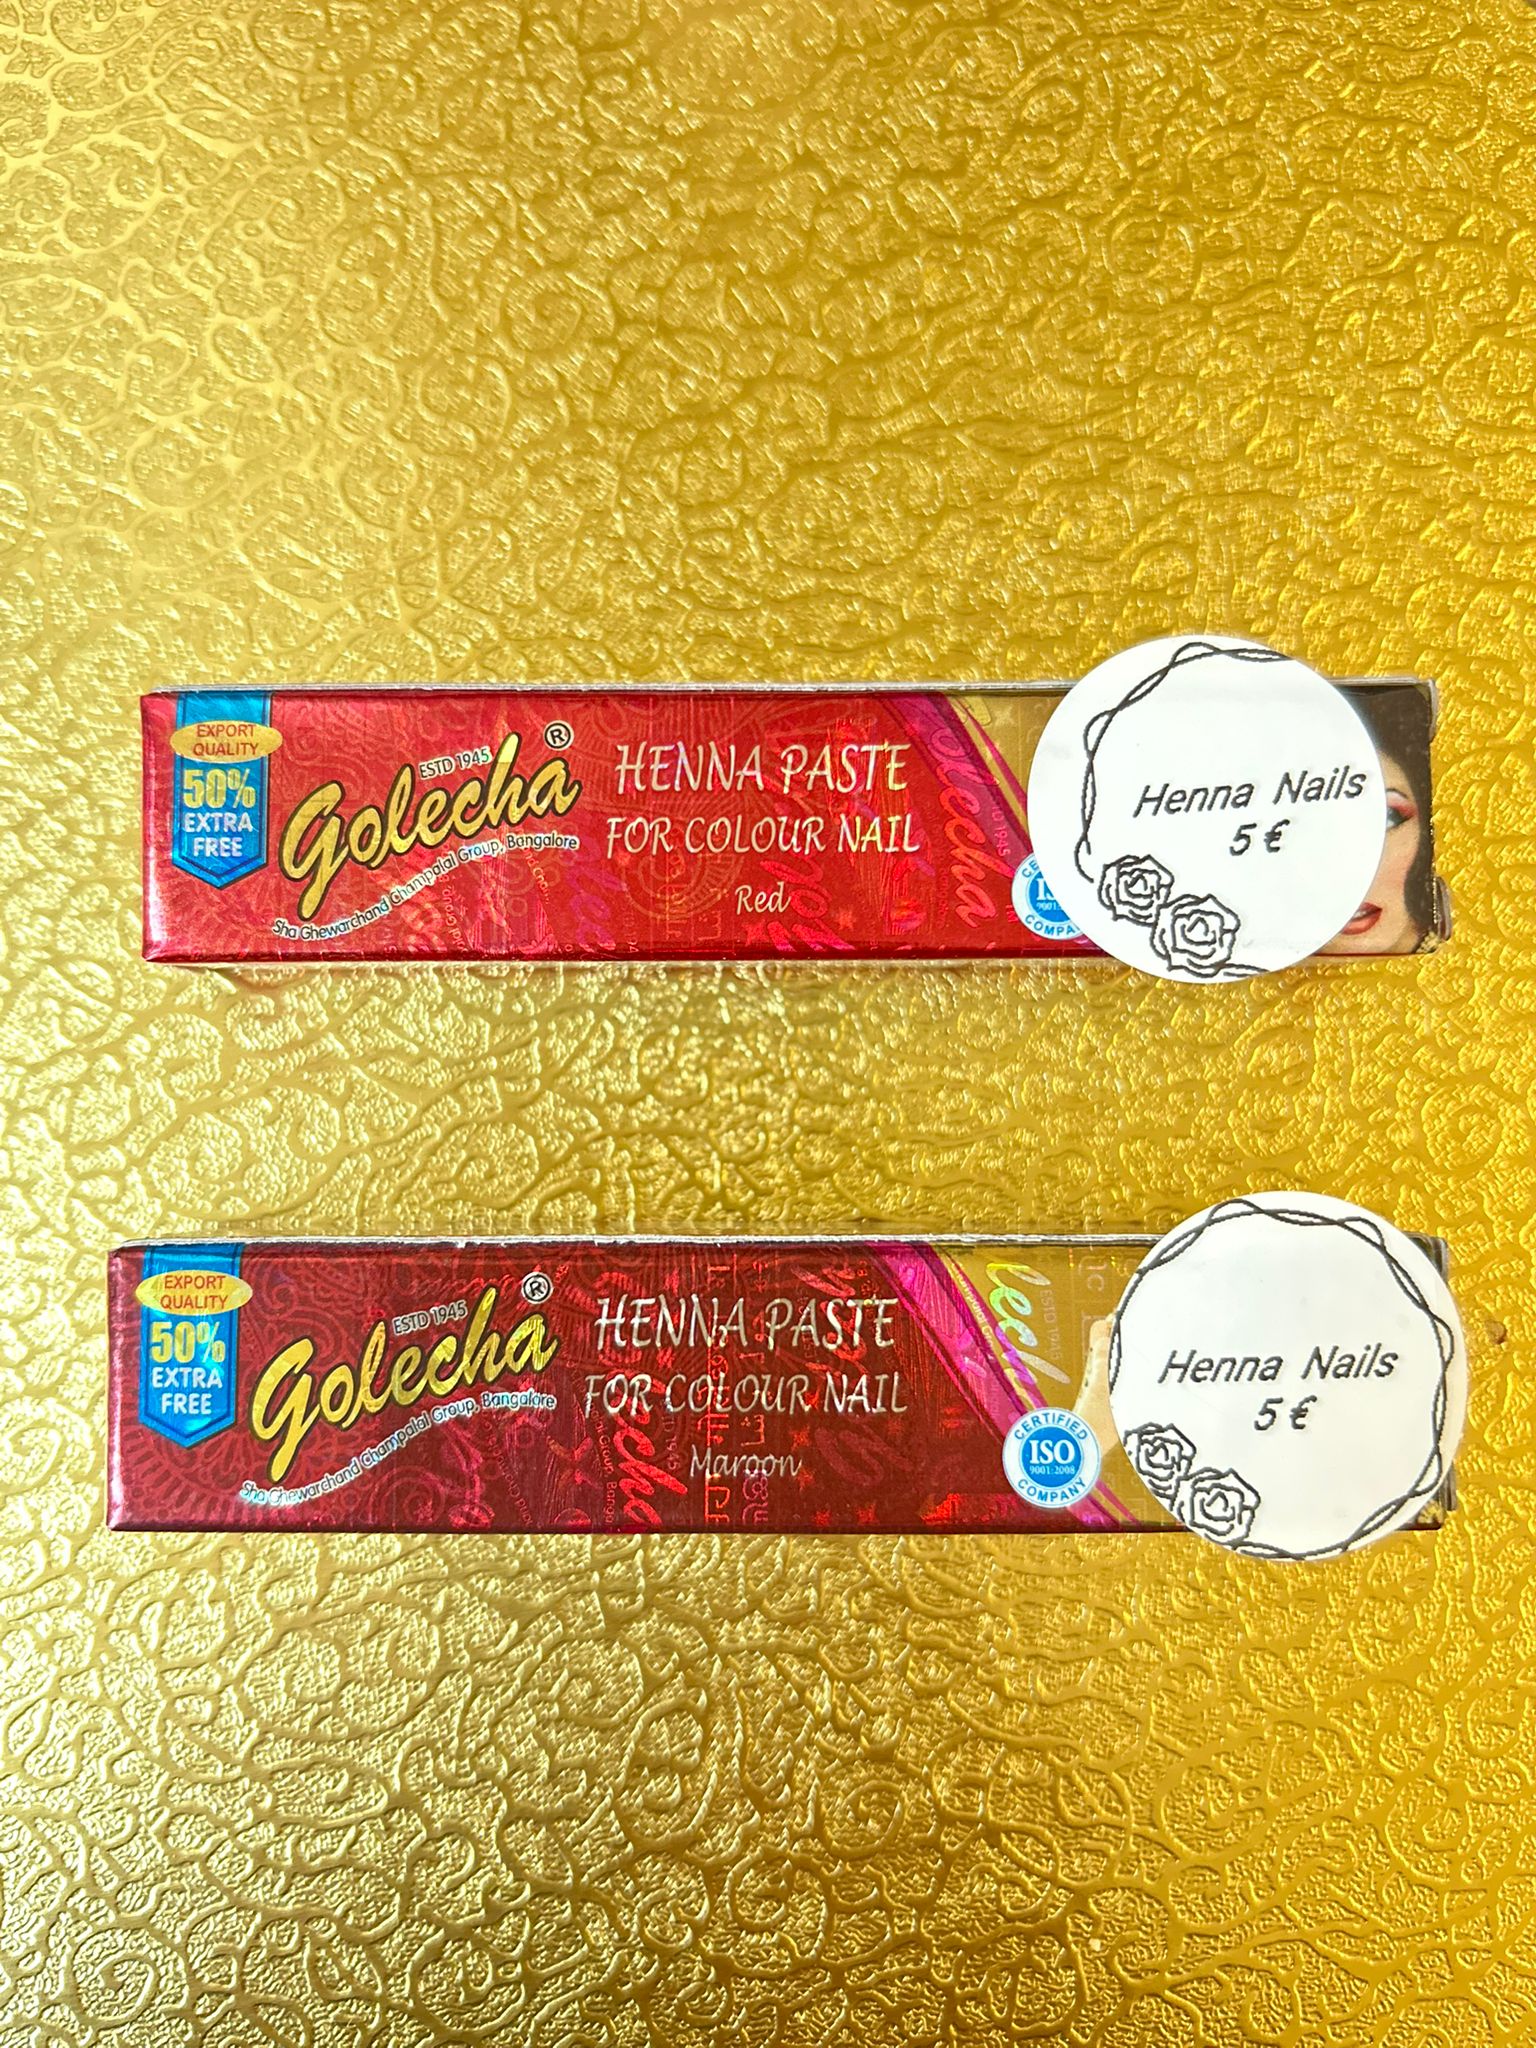 EXPORT
QUALITY
50%
EXTRA
FREE
ESTD 1945
Golecha®
Sha Ghewarchand Champalal Group, Bangalore
HENNA PASTE
FOR COLOUR NAIL
Red
Henna Nails
5 €
EXPORT
QUALITY
50%
EXTRA
FREE
ESTD 1945
Golecha®
Sha Ghewarchand Champalal Group, Bangalore
HENNA PASTE
FOR COLOUR NAIL
Maroon
CERTIFIED
ISO
9001:2008
COMPANY
Henna Nails
5 €